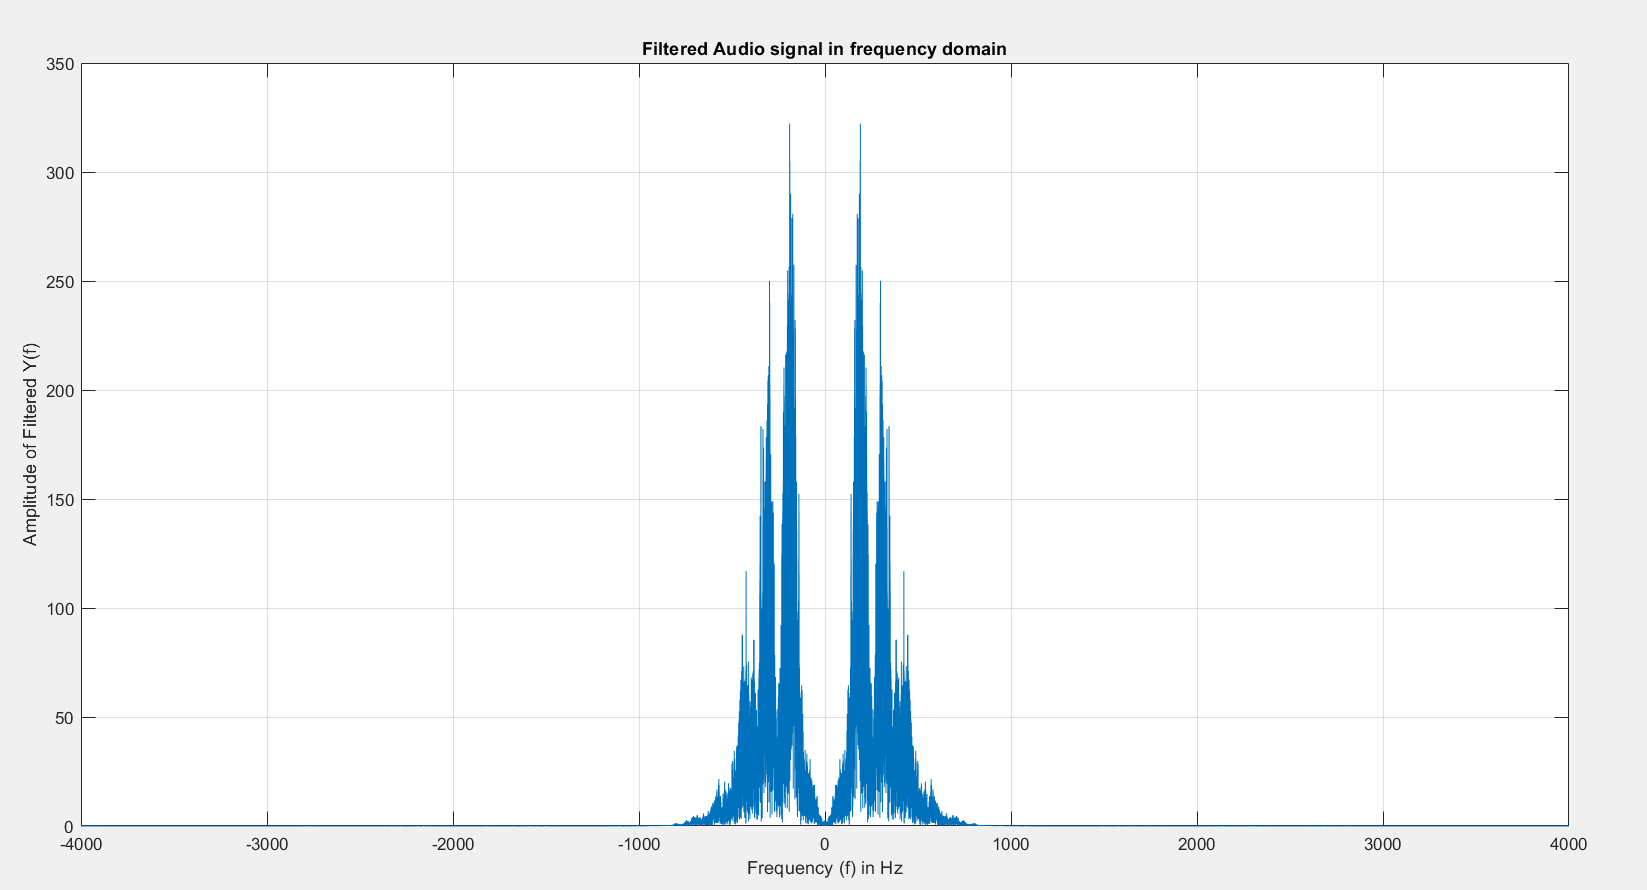 Filtered Audio signal in frequency domain
350
300
250
200
150
100
50
0
Amplitude of Filtered Y(f)
-4000 -3000 -2000 -1000 0 1000 2000 3000 4000
Frequency (f) in Hz